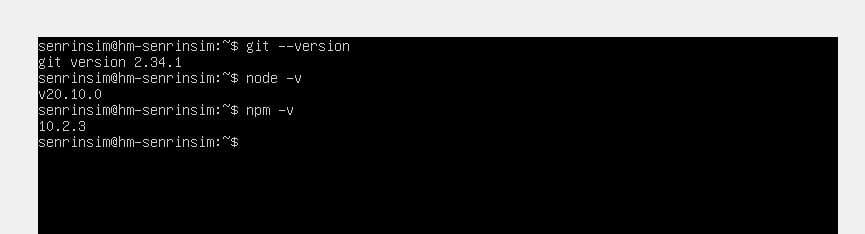 senrinsim@hm-senrinsim:~$ git --version
git version 2.34.1
senrinsim@hm-senrinsim:~$ node -v
v20.10.0
senrinsim@hm-senrinsim:~$ npm -v
10.2.3
senrinsim@hm-senrinsim:~$